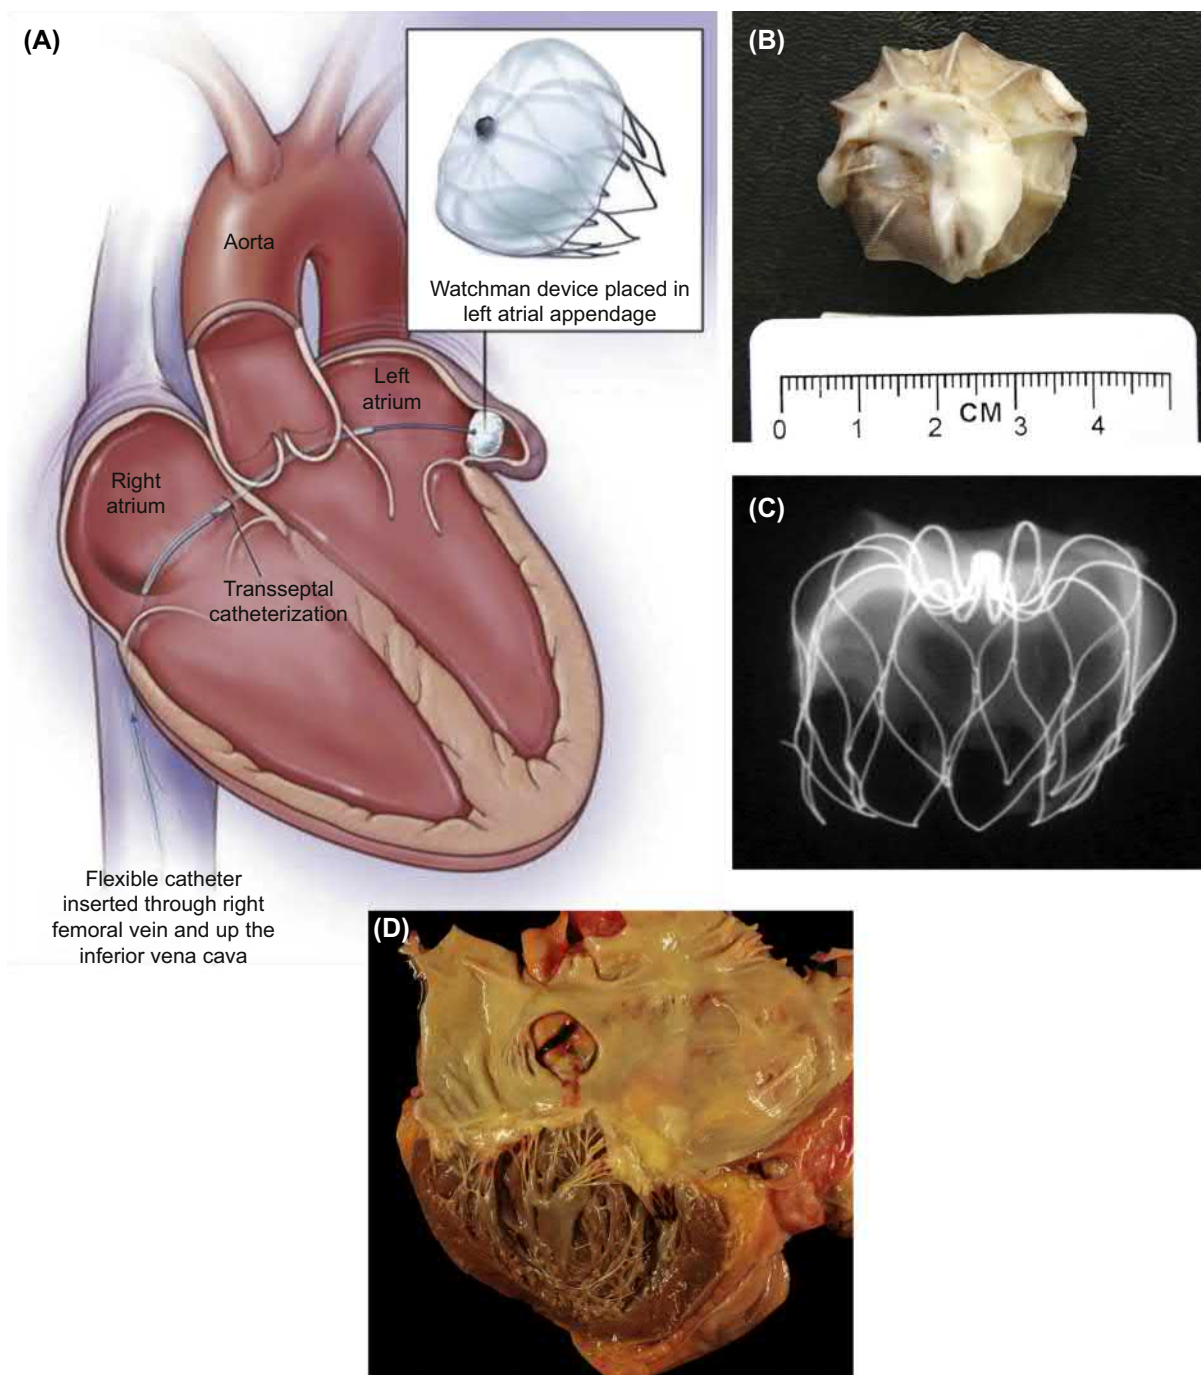 (A)
Aorta
Watchman device placed in
left atrial appendage
Left
atrium
Right
atrium
Transseptal
catheterization
Flexible catheter
inserted through right
femoral vein and up the
inferior vena cava
(B)
0 1 2 CM 3 4
(C)
(D)